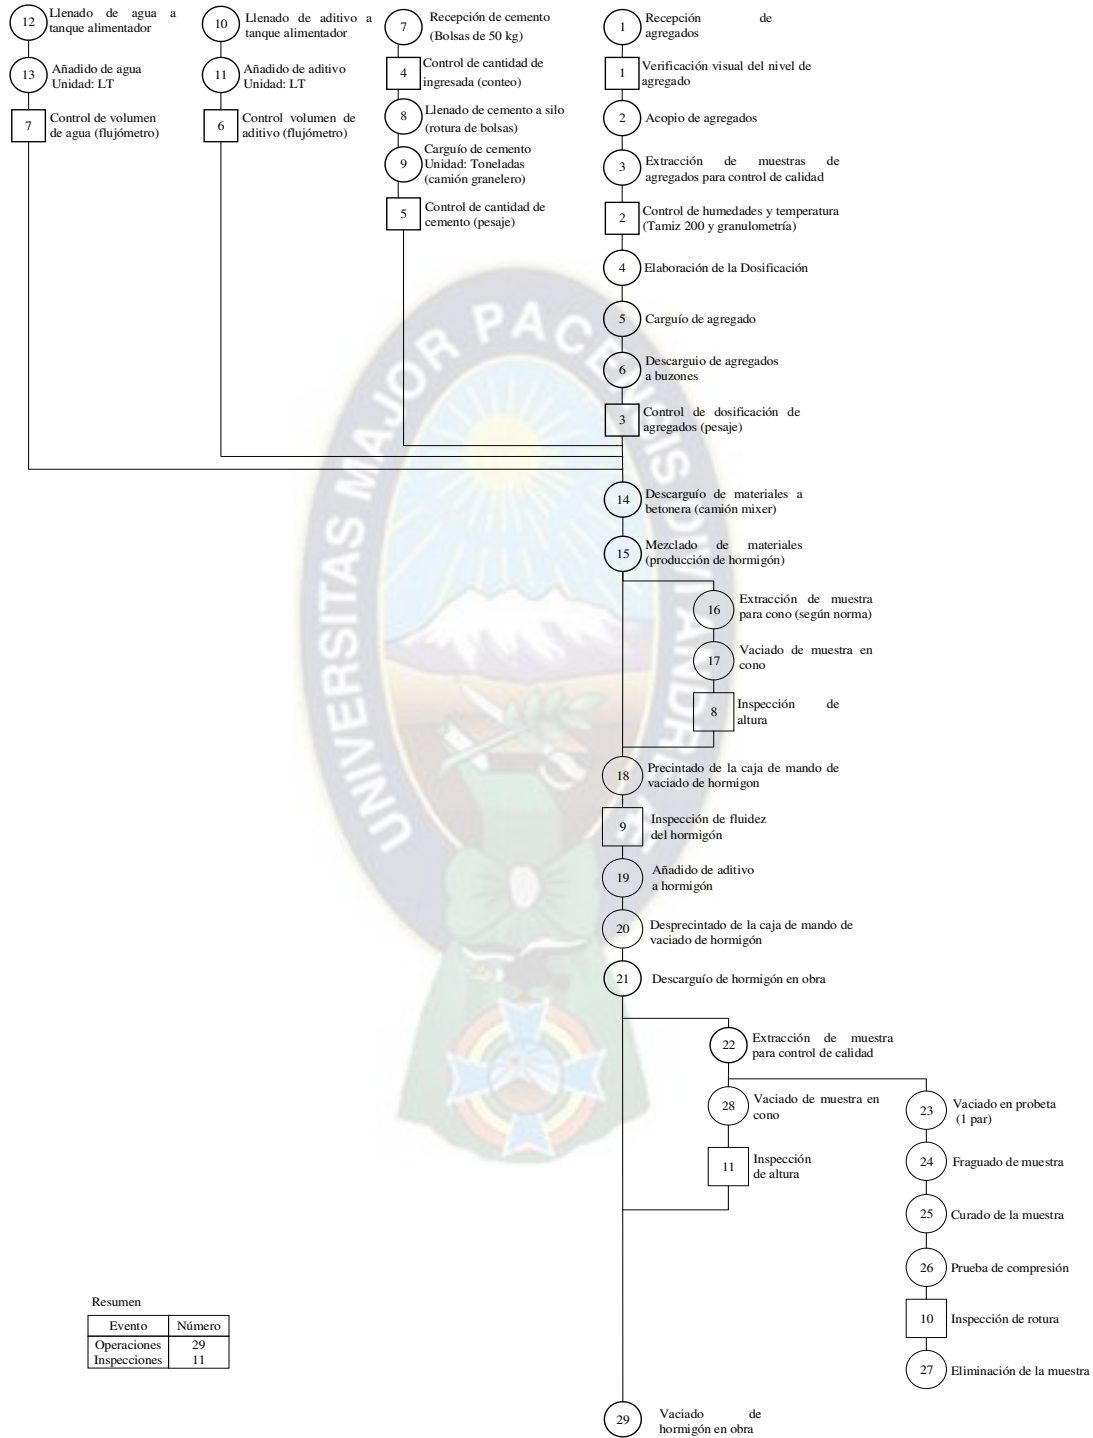 12
Llenado de agua a
tanque alimentador
13
Añadido de agua
Unidad: LT
7
Control de volumen
de agua (flujómetro)
10
Llenado de aditivo a
tanque alimentador
11
Añadido de aditivo
Unidad: LT
6
Control volumen de
aditivo (flujómetro)
7
Recepción de cemento
(Bolsas de 50 kg)
4
Control de cantidad de
ingresada (conteo)
8
Llenado de cemento a silo
(rotura de bolsas)
9
Carguío de cemento
Unidad: Toneladas
(camión granelero)
5
Control de cantidad de
cemento (pesaje)
1
Recepción de
agregados
1
Verificación visual del nivel de
agregado
2
Acopio de agregados
3
Extracción de muestras de
agregados para control de calidad
2
Control de humedades y temperatura
(Tamiz 200 y granulometría)
4
Elaboración de la Dosificación
5
Carguío de agregado
6
Descarguio de agregados
a buzones
3
Control de dosificación de
agregados (pesaje)
14
Descarguío de materiales a
betonera (camión mixer)
15
Mezclado de materiales
(producción de hormigón)
16
Extracción de muestra
para cono (según norma)
17
Vaciado de muestra en
cono
8
Inspección de
altura
18
Precintado de la caja de mando de
vaciado de hormigon
9
Inspección de fluidez
del hormigón
19
Añadido de aditivo
a hormigón
20
Desprecintado de la caja de mando de
vaciado de hormigón
21
Descarguío de hormigón en obra
22
Extracción de muestra
para control de calidad
28
Vaciado de muestra en
cono
11
Inspección
de altura
23
Vaciado en probeta
(1 par)
24
Fraguado de muestra
25
Curado de la muestra
26
Prueba de compresión
10
Inspección de rotura
27
Eliminación de la muestra
29
Vaciado de
hormigón en obra
Resumen
Evento Número
Operaciones 29
Inspecciones 11
UNIVERSITAS MAJOR PACENSIS DIVI ANDREÆ